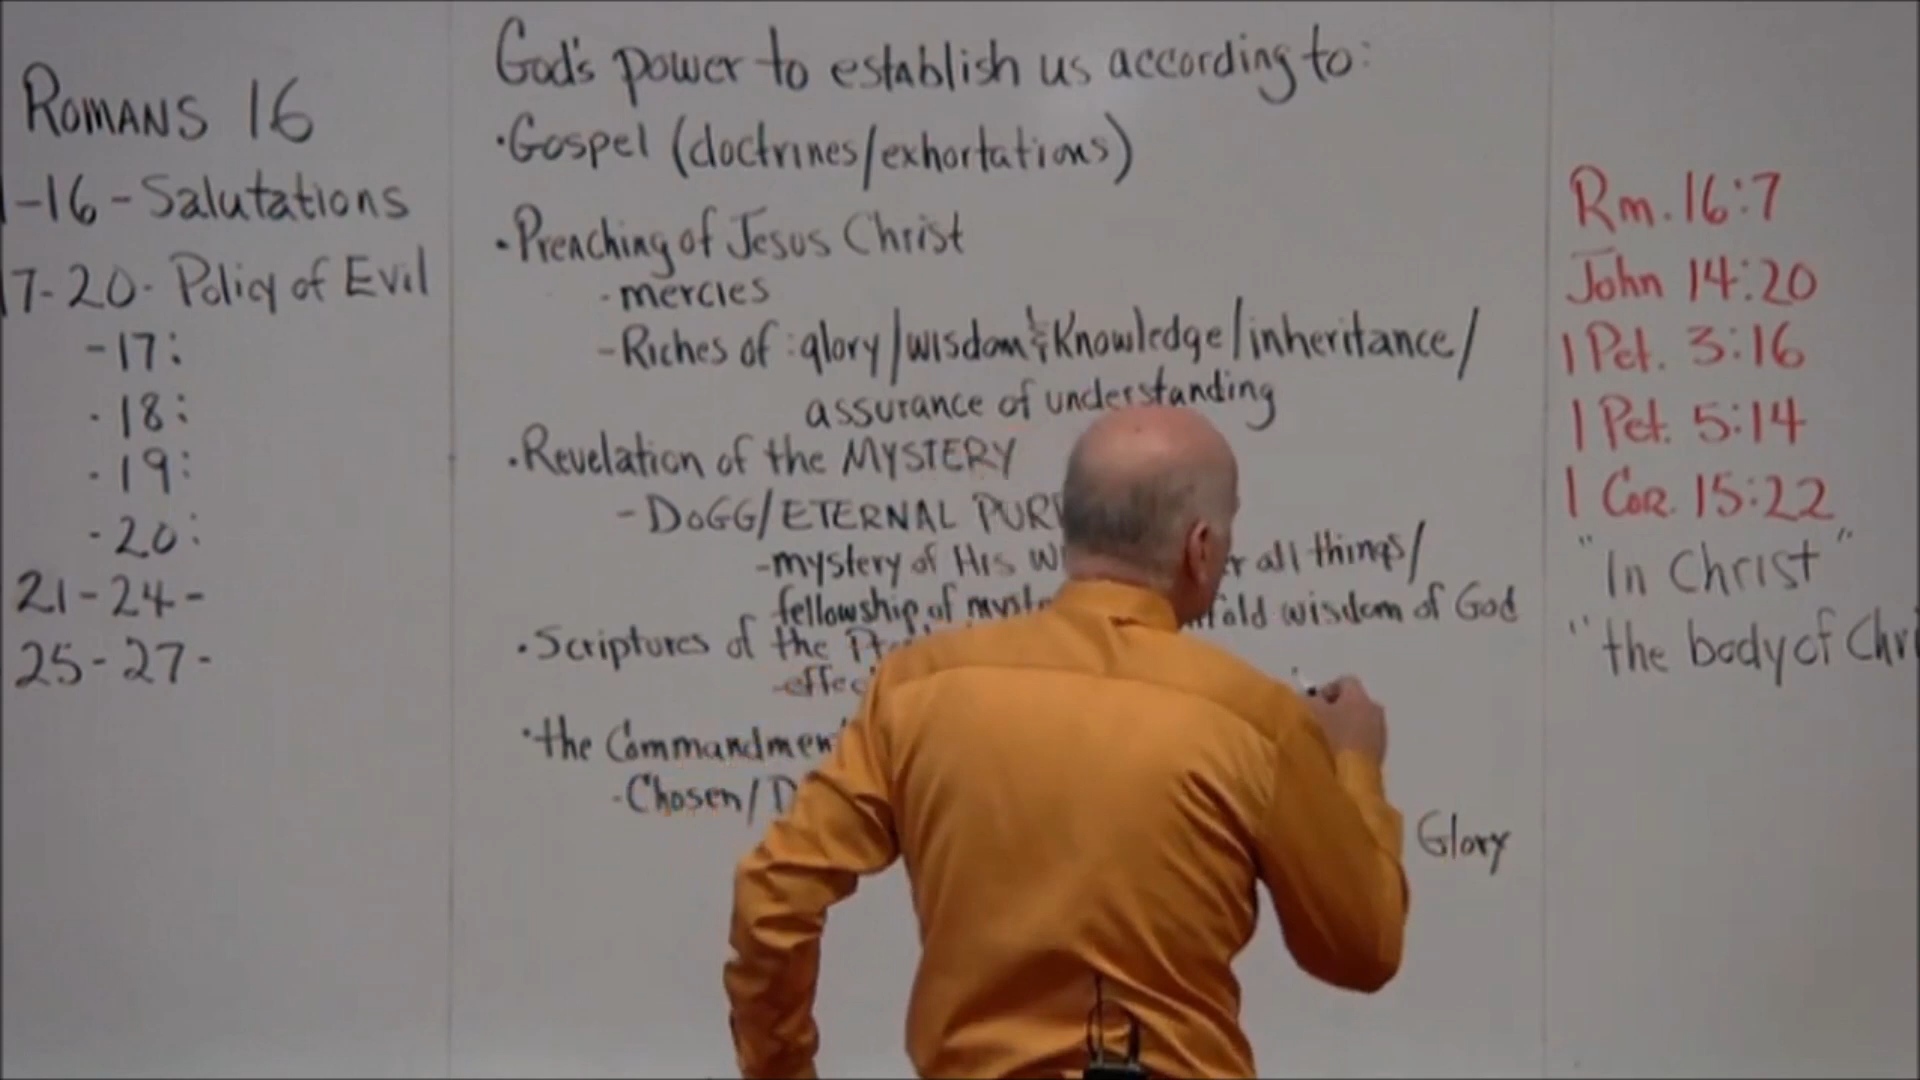 ROMANS 16
1-16 - Salutations
17-20 - Policy of Evil
-17:
-18:
-19:
-20:
21-24-
25-27-
God's power to establish us according to:
·Gospel (doctrines/exhortations)
·Preaching of Jesus Christ
-mercies
-Riches of: glory/wisdom & Knowledge/inheritance/
assurance of understanding
·Revelation of the MYSTERY
-DoGG/ETERNAL
-mystery of His all things/
fellowship of wisdom of God
·Scriptures of the
·the
-Chosen/
Glory
Rm. 16:7
John 14:20
1 Pet. 3:16
1 Pet. 5:14
1 Cor. 15:22
"In Christ"
"the body of